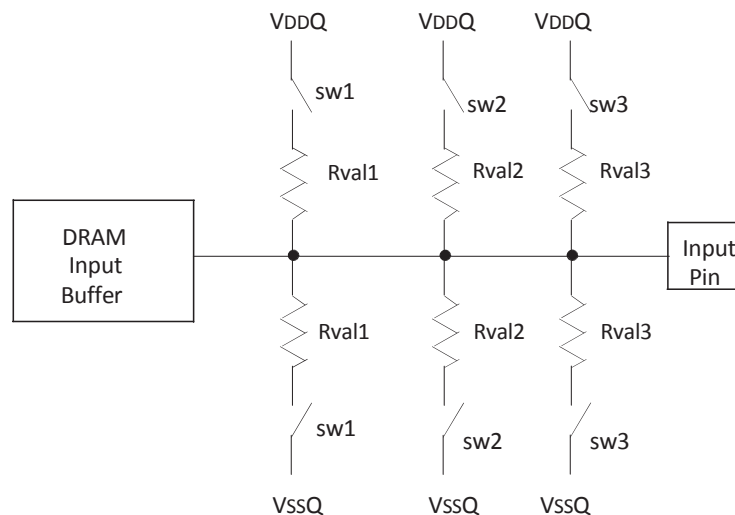 VDDQ VDDQ VDDQ
sw1 sw2 sw3
Rval1 Rval2 Rval3
DRAM
Input
Buffer
Input
Pin
Rval1 Rval2 Rval3
sw1 sw2 sw3
VSSQ VSSQ VSSQ